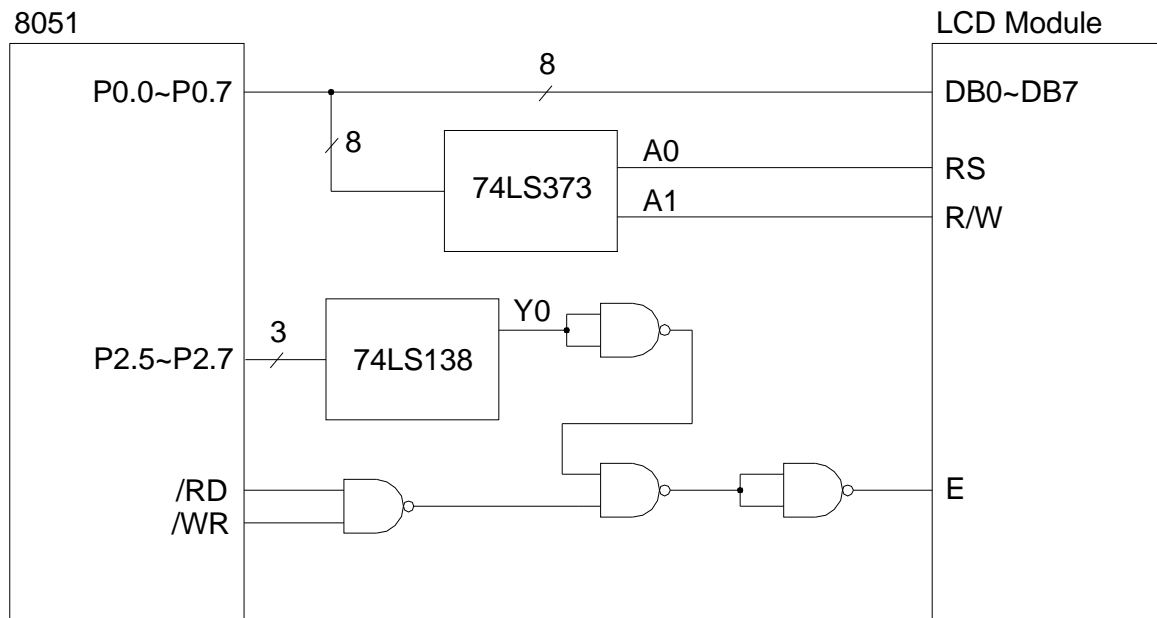 8051
LCD Module
P0.0~P0.7
8
DB0~DB7
8
74LS373
A0
RS
A1
R/W
P2.5~P2.7
3
74LS138
Y0
/RD
/WR
E